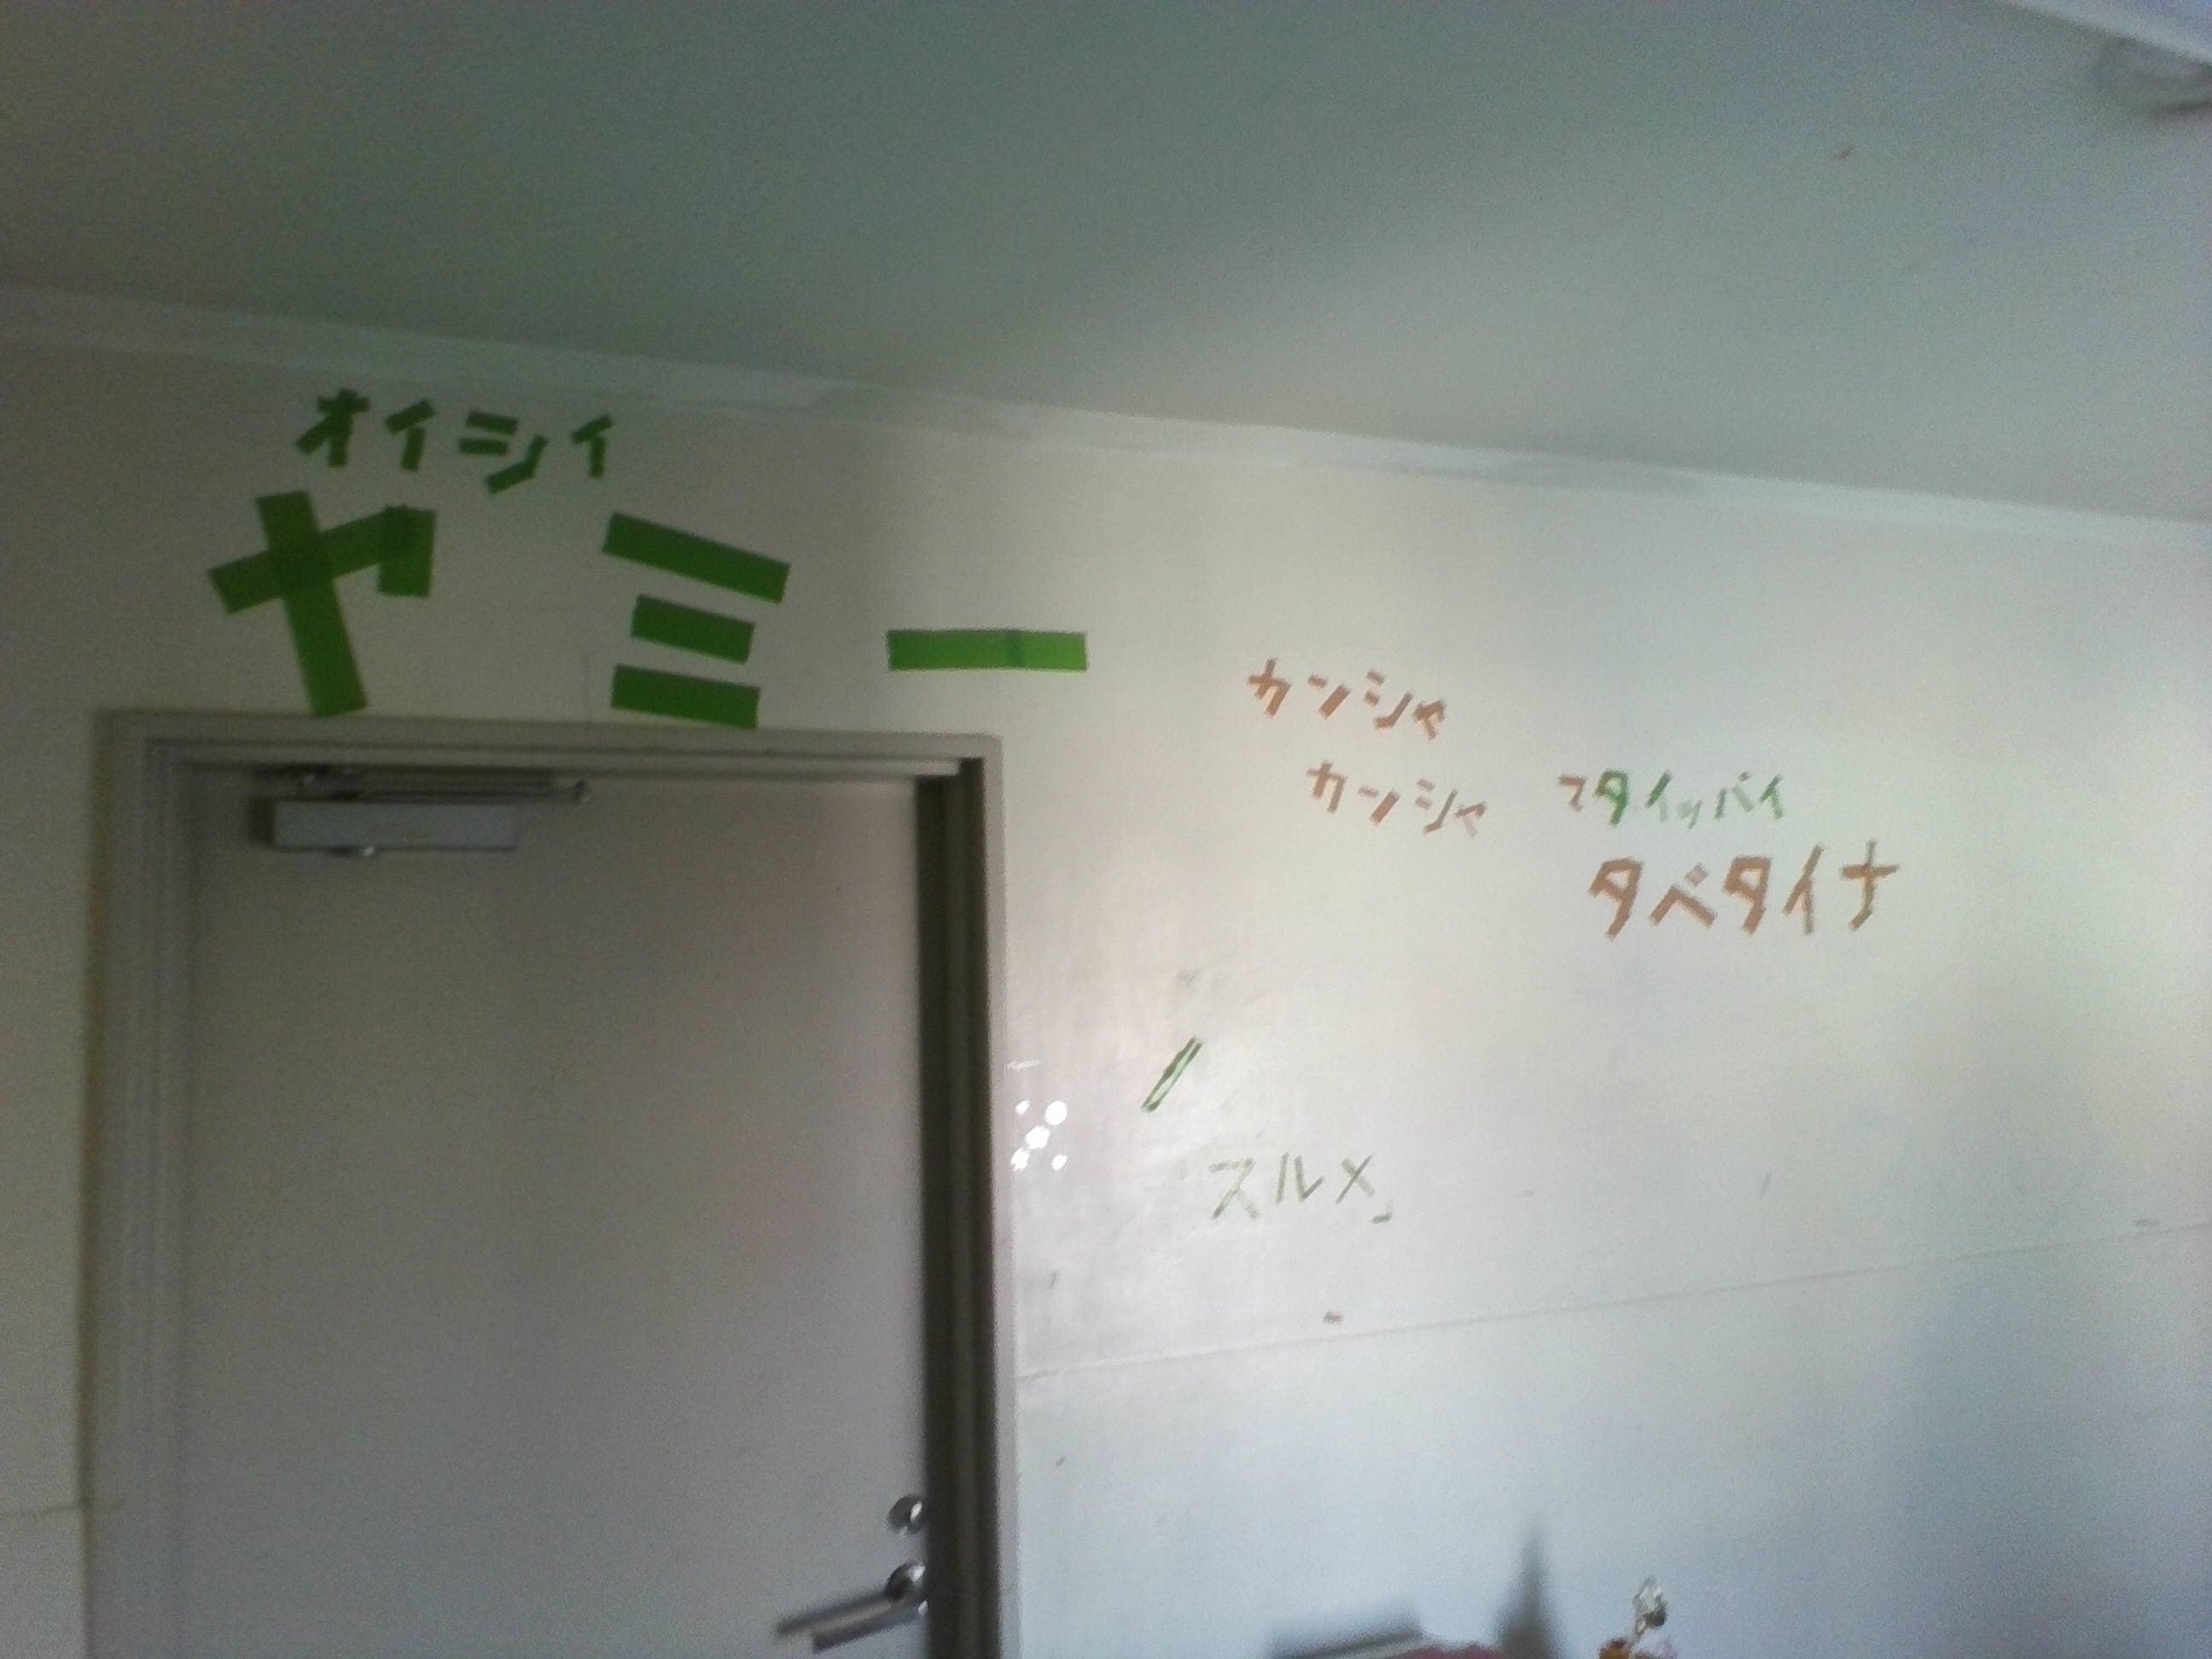 オイシイ
ヤミー
カンシャ
カンシャ
マタイッパイ
タベタイナ
スルメ」